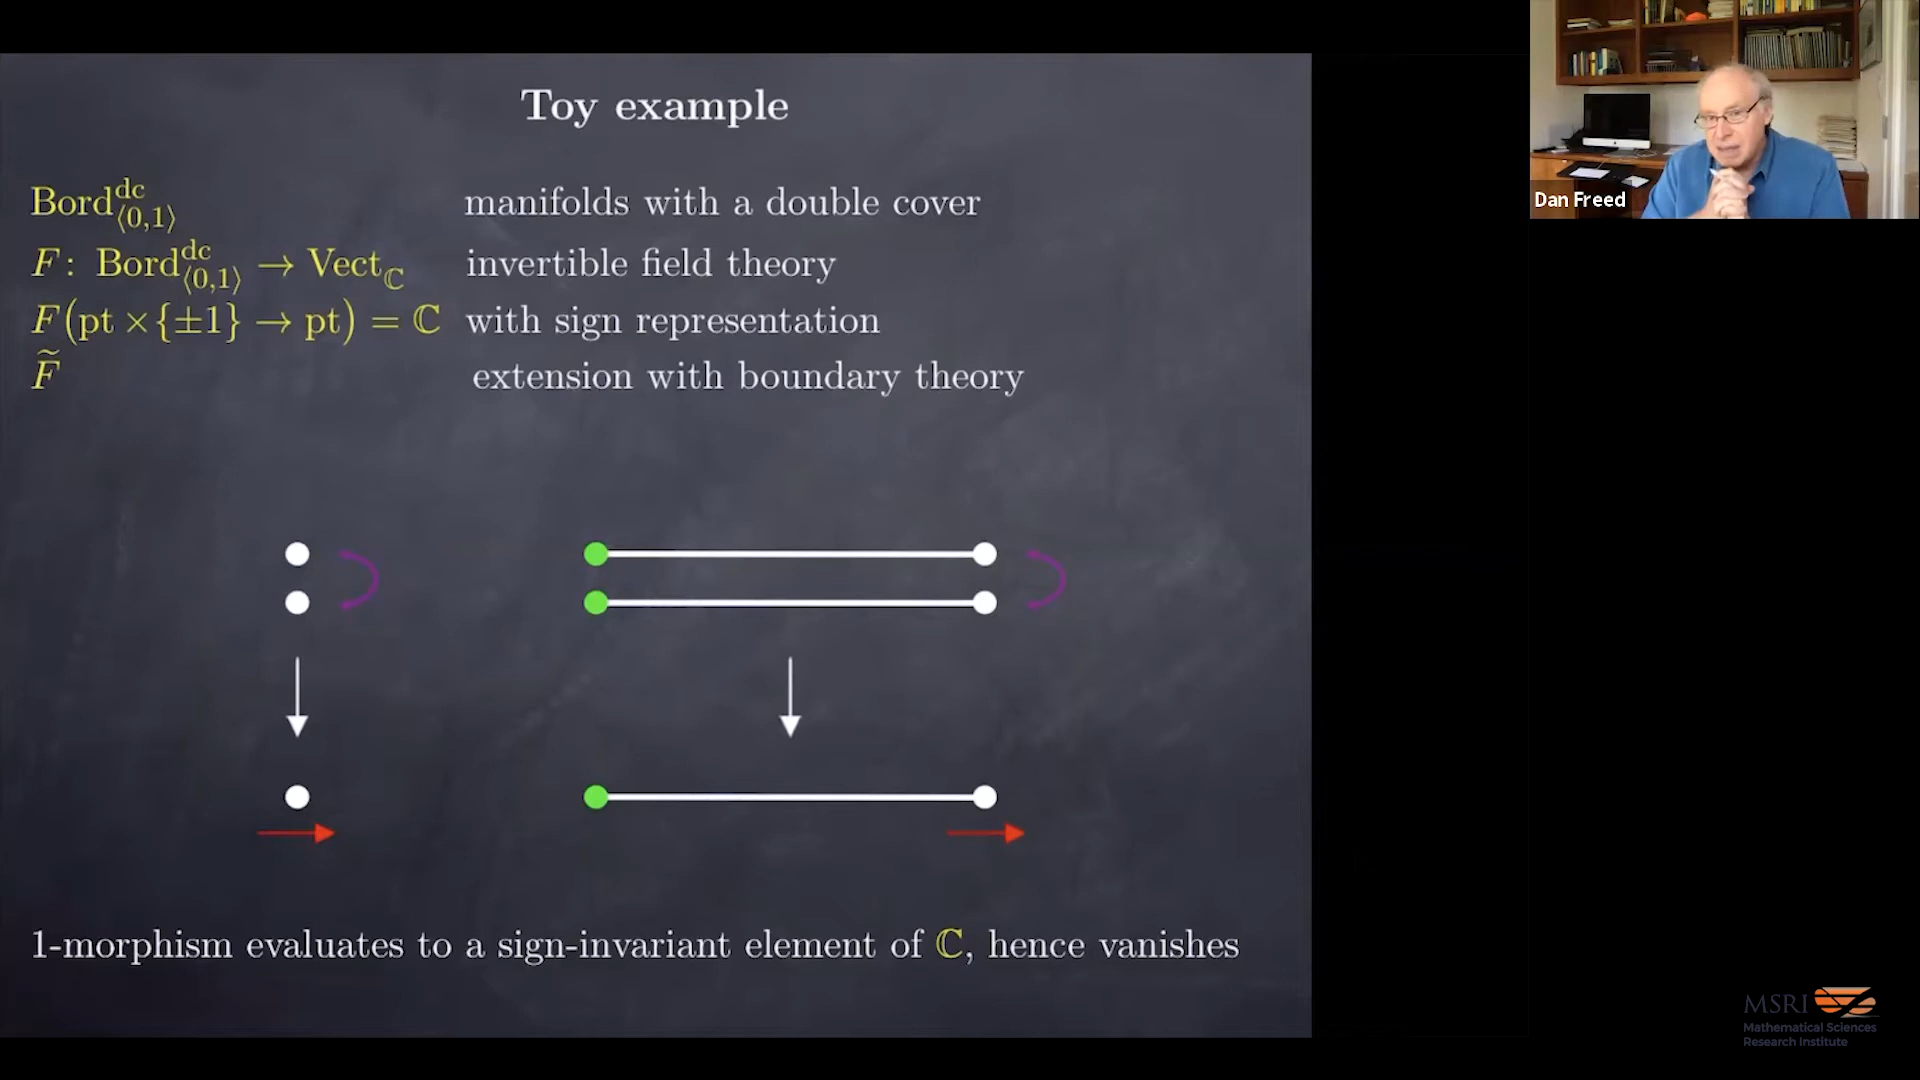 Toy example
Bord^{dc}_{⟨0,1⟩} manifolds with a double cover
F: Bord^{dc}_{⟨0,1⟩} → Vect_ℂ invertible field theory
F(pt × {±1} → pt) = ℂ with sign representation
F̃ extension with boundary theory
1-morphism evaluates to a sign-invariant element of ℂ, hence vanishes
Dan Freed
MSRI
Mathematical Sciences
Research Institute